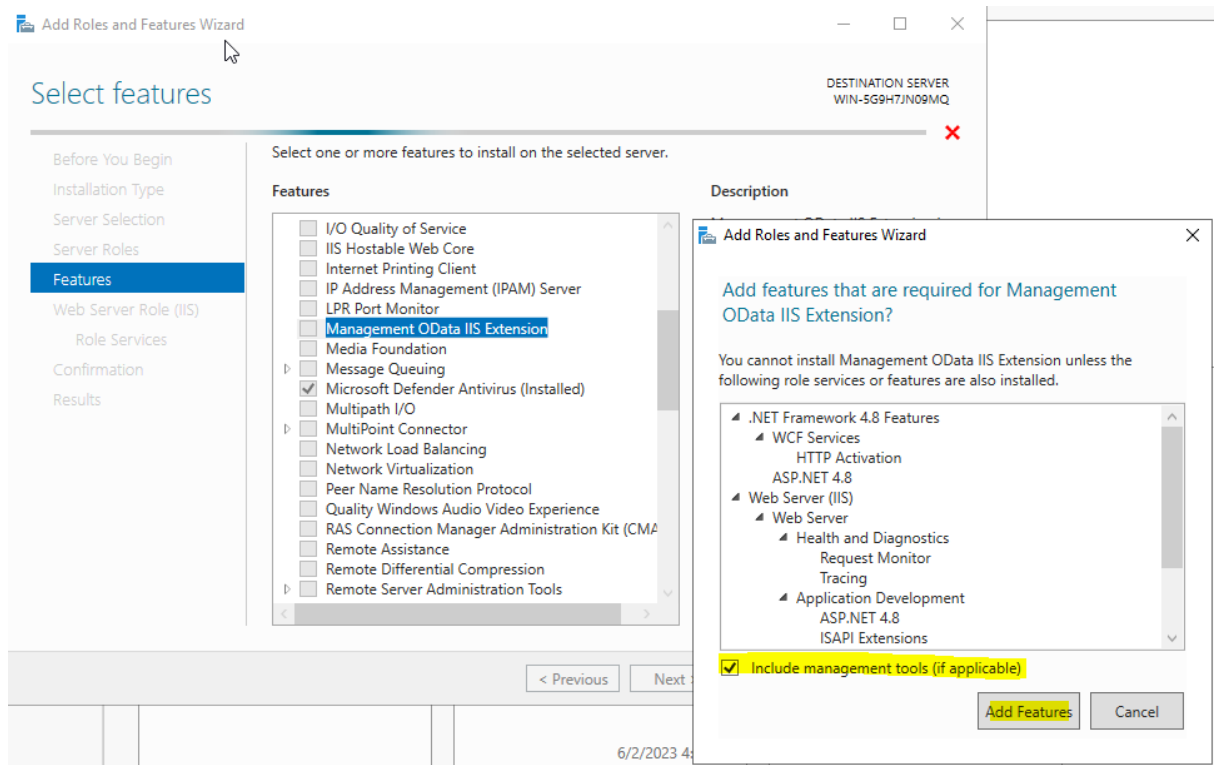 Add Roles and Features Wizard
Select features
DESTINATION SERVER
WIN-5G9H7JN09MQ
Before You Begin
Installation Type
Server Selection
Server Roles
Features
Web Server Role (IIS)
Role Services
Confirmation
Results
Select one or more features to install on the selected server.
Features
I/O Quality of Service
IIS Hostable Web Core
Internet Printing Client
IP Address Management (IPAM) Server
LPR Port Monitor
Management OData IIS Extension
Media Foundation
Message Queuing
Microsoft Defender Antivirus (Installed)
Multipath I/O
MultiPoint Connector
Network Load Balancing
Network Virtualization
Peer Name Resolution Protocol
Quality Windows Audio Video Experience
RAS Connection Manager Administration Kit (CMA
Remote Assistance
Remote Differential Compression
Remote Server Administration Tools
Description
< Previous
Next
6/2/2023 4:
Add Roles and Features Wizard
Add features that are required for Management
OData IIS Extension?
You cannot install Management OData IIS Extension unless the
following role services or features are also installed.
.NET Framework 4.8 Features
WCF Services
HTTP Activation
ASP.NET 4.8
Web Server (IIS)
Web Server
Health and Diagnostics
Request Monitor
Tracing
Application Development
ASP.NET 4.8
ISAPI Extensions
Include management tools (if applicable)
Add Features
Cancel